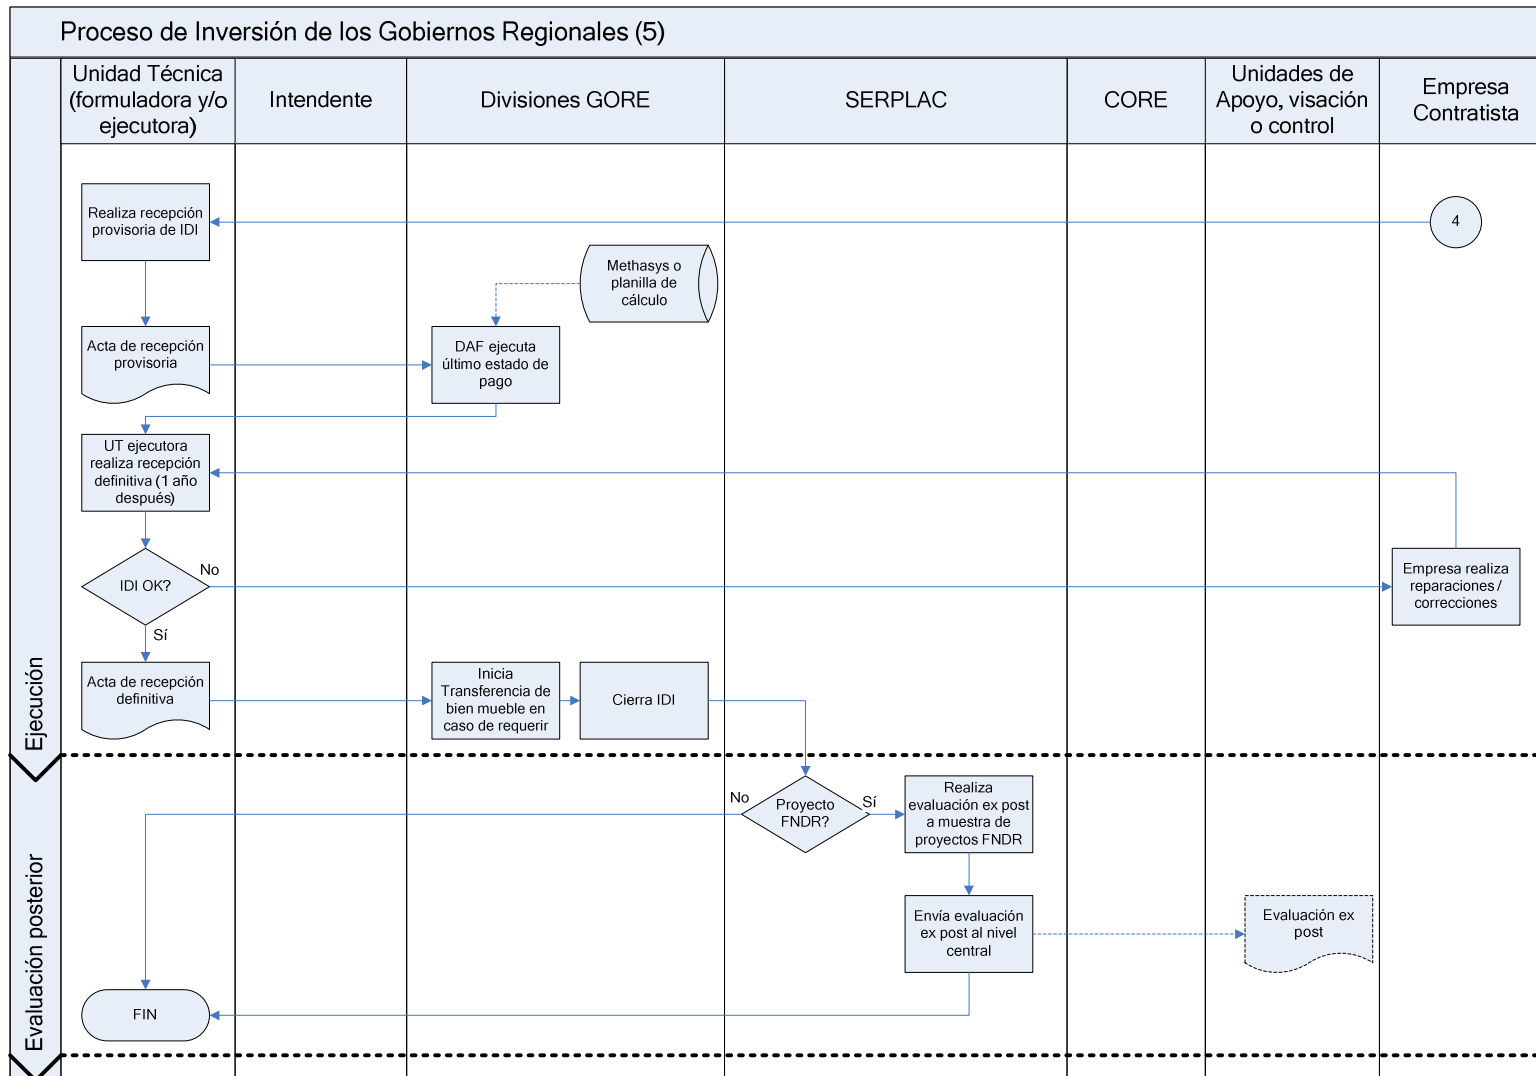 Proceso de Inversión de los Gobiernos Regionales (5)
Unidad Técnica
(formuladora y/o
ejecutora)
Intendente
Divisiones GORE
SERPLAC
CORE
Unidades de
Apoyo, visación
o control
Empresa
Contratista
Realiza recepción
provisoria de IDI
4
Methasys o
planilla de
cálculo
Acta de recepción
provisoria
DAF ejecuta
último estado de
pago
UT ejecutora
realiza recepción
definitiva (1 año
después)
IDI OK?
No
Empresa realiza
reparaciones /
correcciones
Sí
Acta de recepción
definitiva
Inicia
Transferencia de
bien mueble en
caso de requerir
Cierra IDI
Ejecución
No
Proyecto
FNDR?
Sí
Realiza
evaluación ex post
a muestra de
proyectos FNDR
Envía evaluación
ex post al nivel
central
Evaluación ex
post
FIN
Evaluación posterior